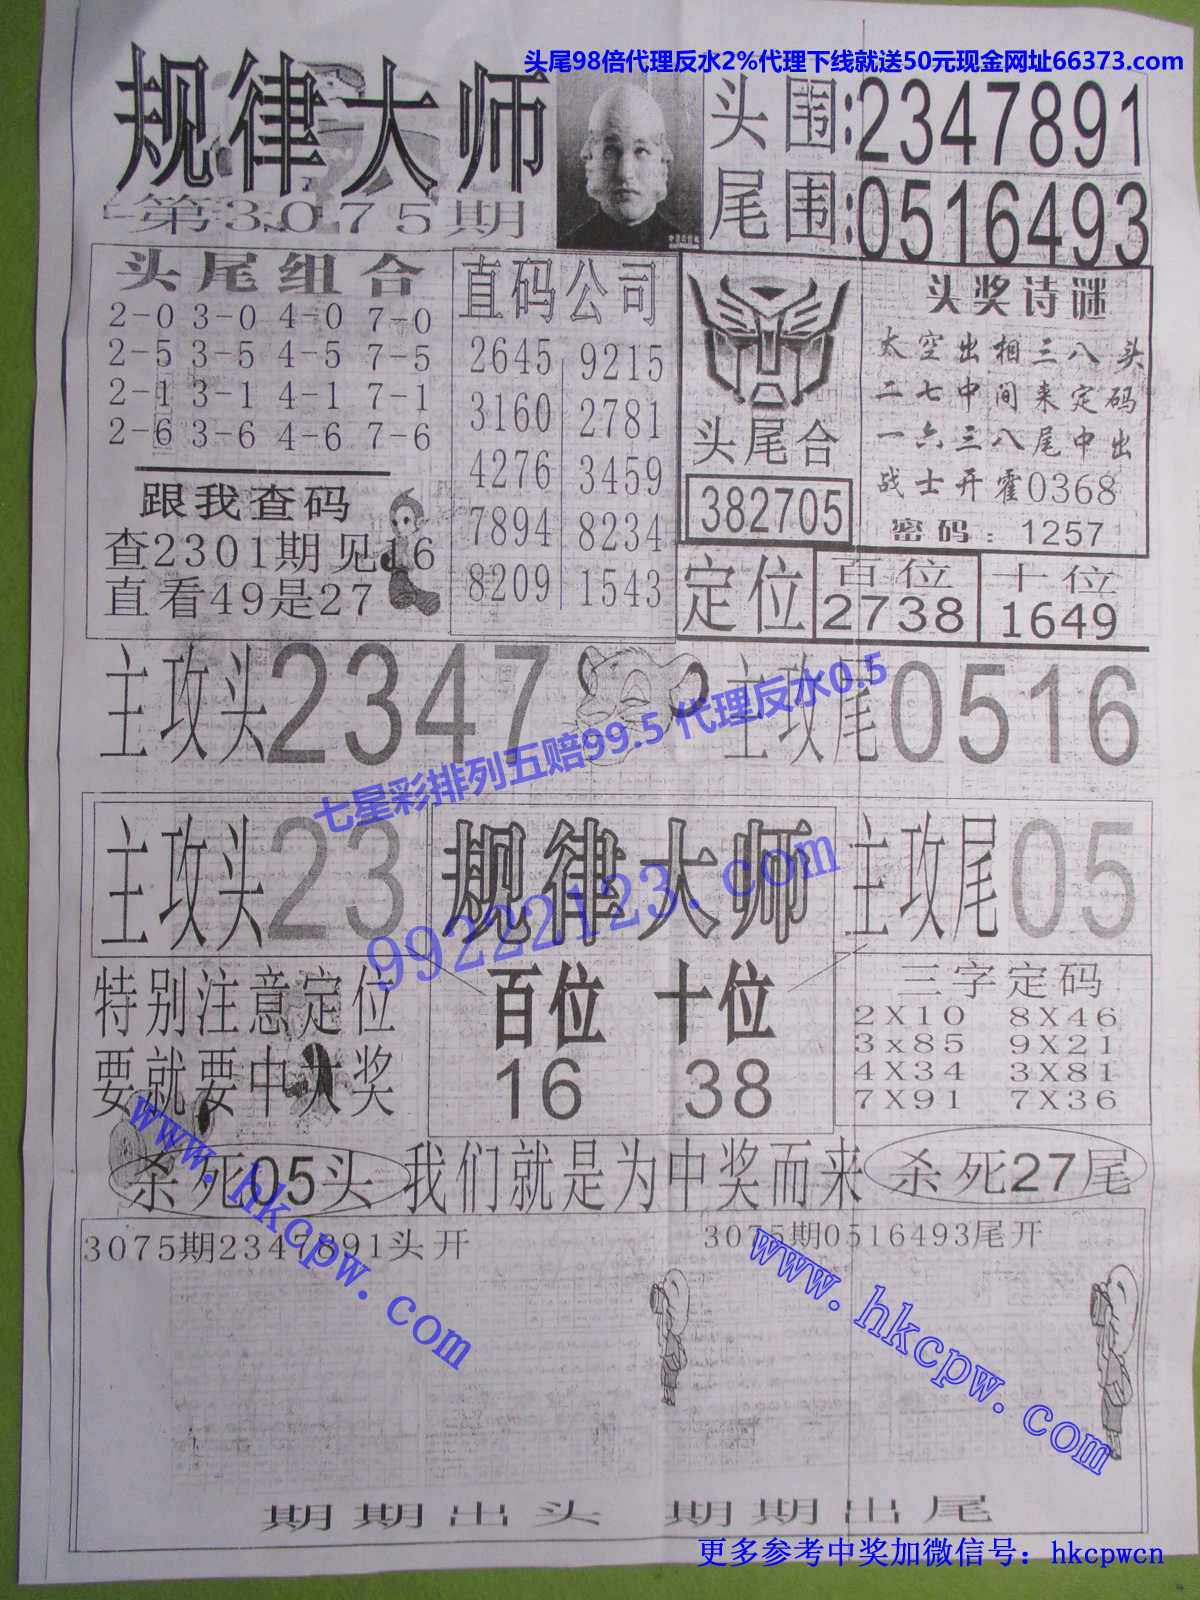 头尾98倍代理反水2%代理下线就送50元现金网址66373.com
规律大师
第3075期
头围:2347891
尾围:0516493
头尾组合
2-0 3-0 4-0 7-0
2-5 3-5 4-5 7-5
2-1 3-1 4-1 7-1
2-6 3-6 4-6 7-6
跟我查码
查2301期见16
直看49是27
直码公司
2645 9215
3160 2781
4276 3459
7894 8234
8209 1543
头尾合
382705
头奖诗谜
太空出相三八头
二七中间来定码
一六三八尾中出
战士开霍0368
密码：1257
定位
百位
2738
十位
1649
主攻头2347
主攻尾0516
七星彩排列五赔99.5 代理反水0.5
主攻头23
规律大师
主攻尾05
99222123.com
特别注意定位
要就要中大奖
百位 十位
16 38
三字定码
2X10 8X46
3x85 9X21
4X34 3X81
7X91 7X36
杀死05头
我们就是为中奖而来
杀死27尾
www.hkcpw.com
3075期2347891头开
3075期0516493尾开
www.hkcpw.com
期期出头 期期出尾
更多参考中奖加微信号：hkcpwcn